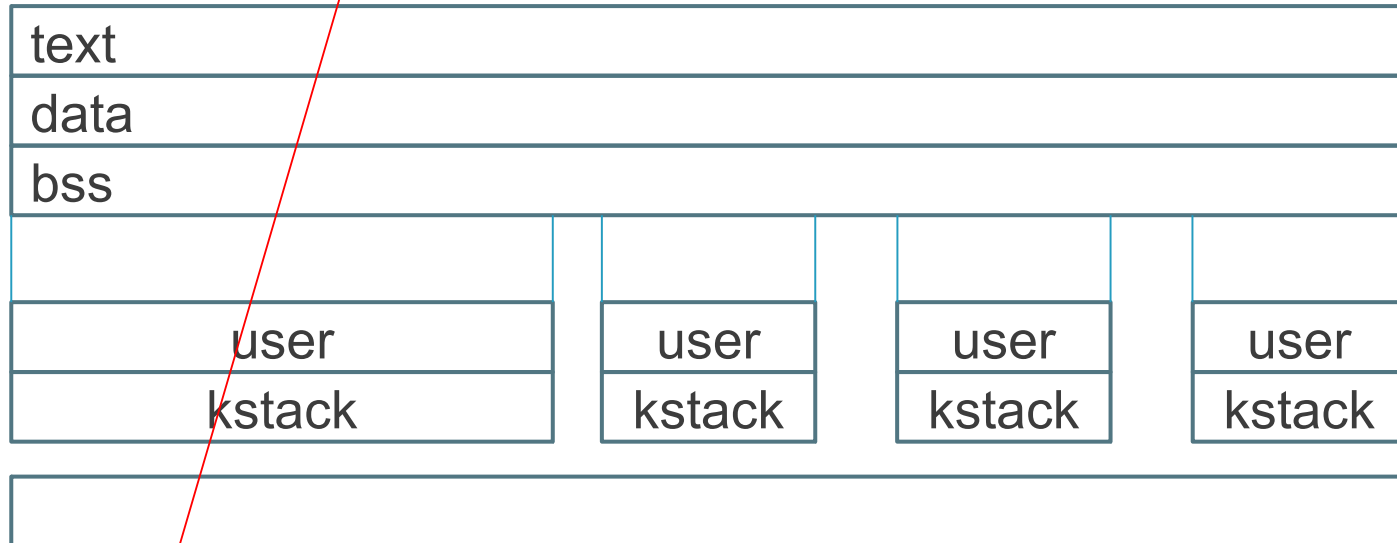 text
data
bss
user user user user
kstack kstack kstack kstack